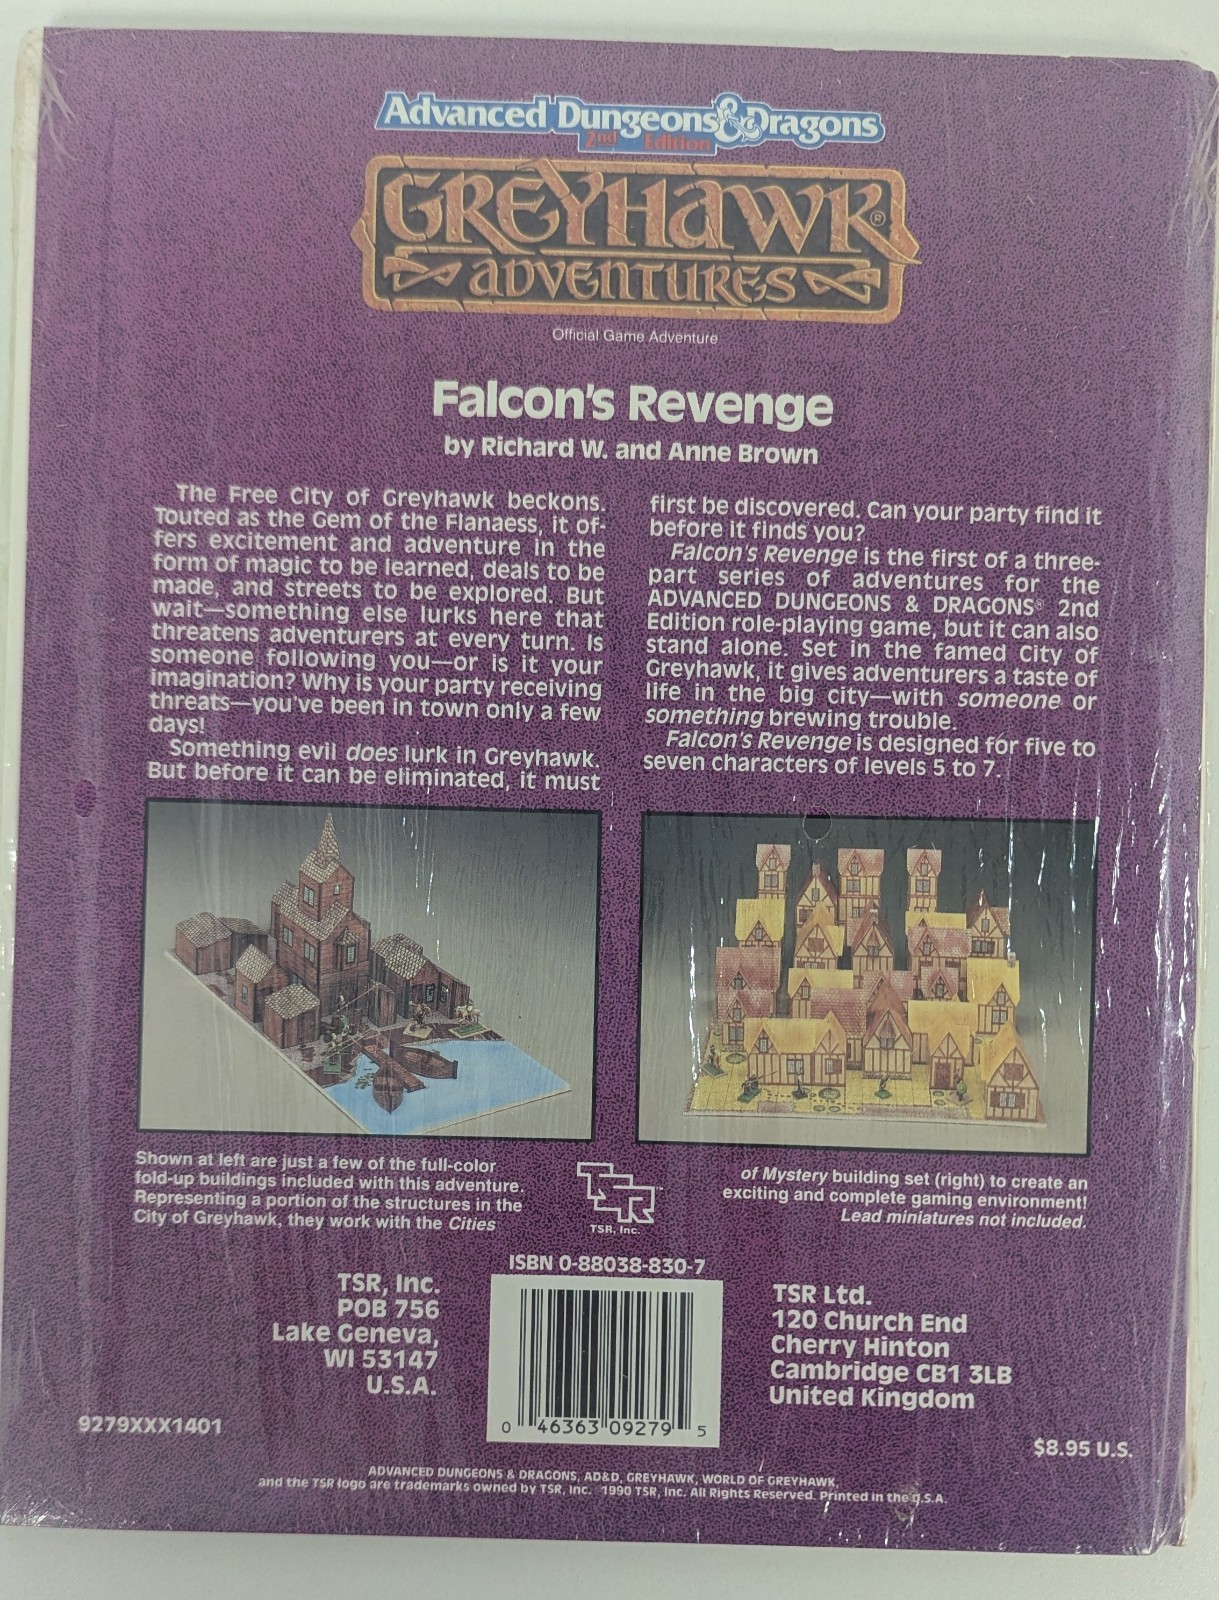 Advanced Dungeons & Dragons
2nd Edition
GREYHAWK®
ADVENTURES
Official Game Adventure
Falcon's Revenge
by Richard W. and Anne Brown
The Free City of Greyhawk beckons.
Touted as the Gem of the Flanaess, it of-
fers excitement and adventure in the
form of magic to be learned, deals to be
made, and streets to be explored. But
wait—something else lurks here that
threatens adventurers at every turn. Is
someone following you—or is it your
imagination? Why is your party receiving
threats—you've been in town only a few
days!
Something evil does lurk in Greyhawk.
But before it can be eliminated, it must
first be discovered. Can your party find it
before it finds you?
Falcon's Revenge is the first of a three-
part series of adventures for the
ADVANCED DUNGEONS & DRAGONS® 2nd
Edition role-playing game, but it can also
stand alone. Set in the famed City of
Greyhawk, it gives adventurers a taste of
life in the big city—with someone or
something brewing trouble.
Falcon's Revenge is designed for five to
seven characters of levels 5 to 7.
Shown at left are just a few of the full-color
fold-up buildings included with this adventure.
Representing a portion of the structures in the
City of Greyhawk, they work with the Cities
TSR™
TSR, Inc.
of Mystery building set (right) to create an
exciting and complete gaming environment!
Lead miniatures not included.
ISBN 0-88038-830-7
TSR, Inc.
POB 756
Lake Geneva,
WI 53147
U.S.A.
0 46363 09279 5
TSR Ltd.
120 Church End
Cherry Hinton
Cambridge CB1 3LB
United Kingdom
9279XXX1401
$8.95 U.S.
ADVANCED DUNGEONS & DRAGONS, AD&D, GREYHAWK, WORLD OF GREYHAWK,
and the TSR logo are trademarks owned by TSR, Inc. 1990 TSR, Inc. All Rights Reserved. Printed in the U.S.A.